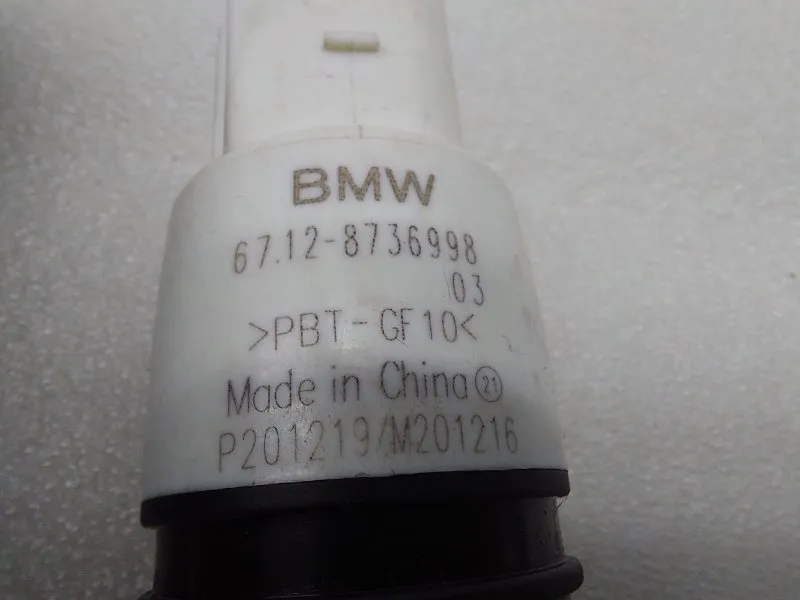 BMW
67.12-8736998
03
>PBT-GF10<
Made in China 21
P201219/M201216